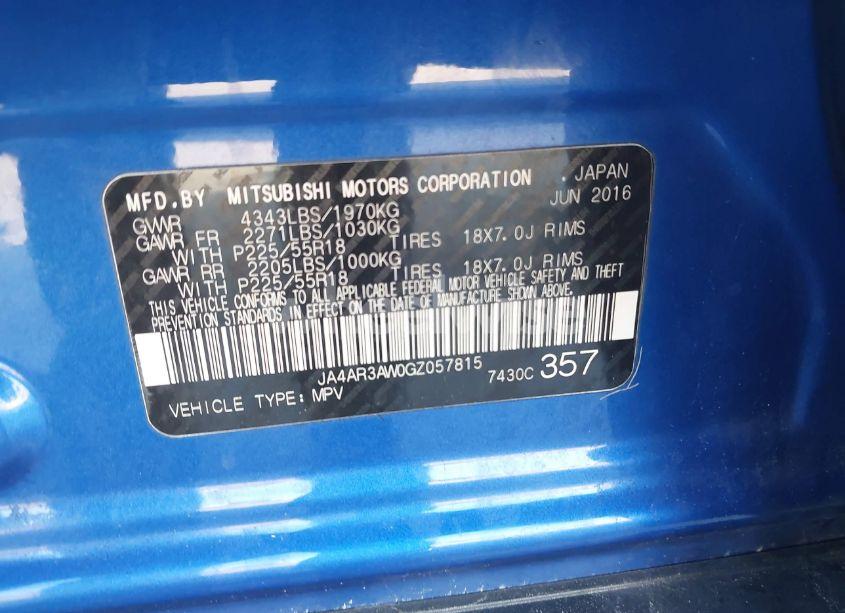 MFD.BY MITSUBISHI MOTORS CORPORATION . JAPAN
JUN 2016
GVWR 4343LBS/1970KG
GAWR FR 2271LBS/1030KG
WITH P225/55R18 TIRES 18X7.0J RIMS
GAWR RR 2205LBS/1000KG
WITH P225/55R18 TIRES 18X7.0J RIMS
THIS VEHICLE CONFORMS TO ALL APPLICABLE FEDERAL MOTOR VEHICLE SAFETY AND THEFT
PREVENTION STANDARDS IN EFFECT ON THE DATE OF MANUFACTURE SHOWN ABOVE.
JA4AR3AW0GZ057815 7430C 357
VEHICLE TYPE: MPV